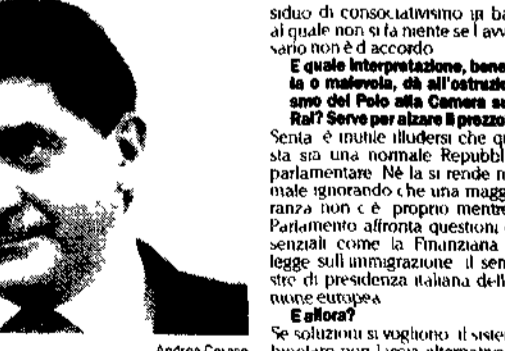 siduo di consociativismo in ba
al quale non si fa niente se l avv
sario non è d accordo
E quale interpretazione, bene
la o malevola, dà all'ostruzio
smo del Polo alla Camera su
Rai? Serve per alzare il prezzo
Senta è inutile illudersi che qu
sta sia una normale Repubbl
parlamentare Nè la si rende n
male ignorando che una magg
ranza non c è proprio mentre
Parlamento affronta questioni
senziali come la Finanziaria
legge sull immigrazione il sem
stre di presidenza italiana dell
nione europea
E allora?
Se soluzioni si vogliono il siste
Andrea